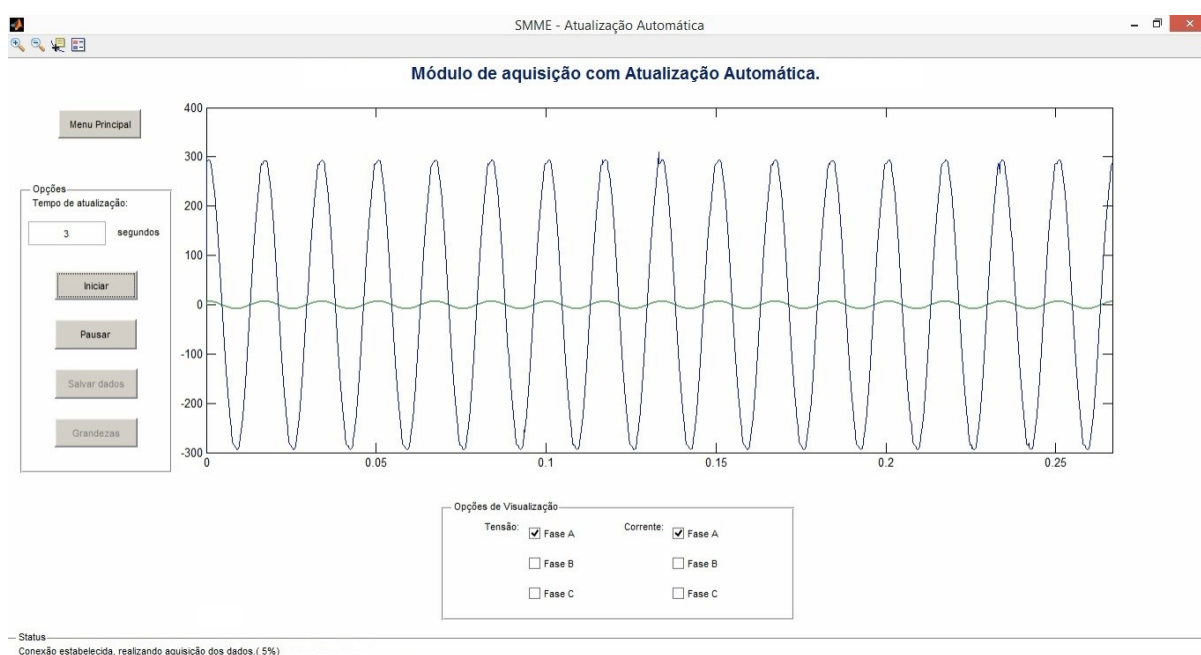 SMME - Atualização Automática
Módulo de aquisição com Atualização Automática.
Menu Principal
Opções
Tempo de atualização:
3 segundos
Iniciar
Pausar
Salvar dados
Grandezas
400
300
200
100
0
-100
-200
-300
0 0.05 0.1 0.15 0.2 0.25
Opções de Visualização
Tensão: Fase A Corrente: Fase A
Fase B Fase B
Fase C Fase C
Status
Conexão estabelecida, realizando aquisição dos dados.( 5%)